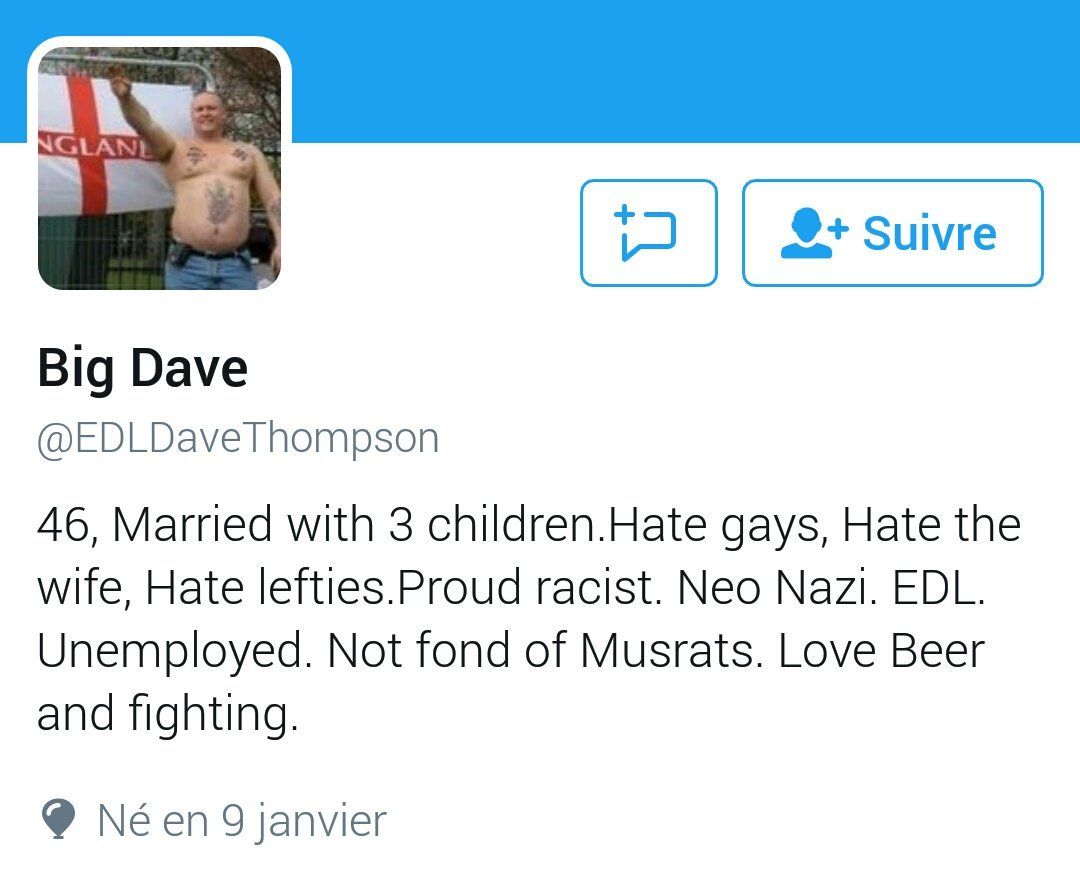 NGLAND
Suivre
Big Dave
@EDLDaveThompson
46, Married with 3 children.Hate gays, Hate the
wife, Hate lefties.Proud racist. Neo Nazi. EDL.
Unemployed. Not fond of Musrats. Love Beer
and fighting.
Né en 9 janvier